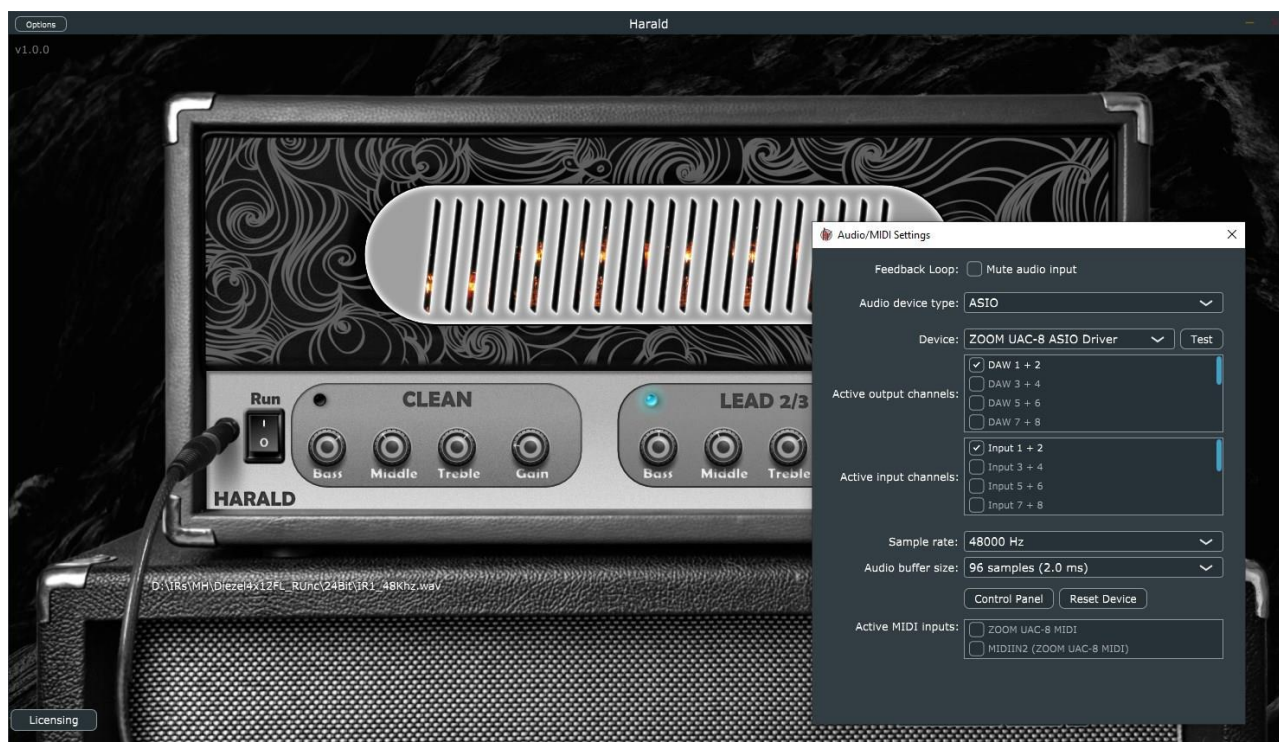 Options
Harald
v1.0.0
Audio/MIDI Settings
Feedback Loop: Mute audio input
Audio device type: ASIO
Device: ZOOM UAC-8 ASIO Driver Test
Active output channels:
DAW 1 + 2
DAW 3 + 4
DAW 5 + 6
DAW 7 + 8
Active input channels:
Input 1 + 2
Input 3 + 4
Input 5 + 6
Input 7 + 8
Sample rate: 48000 Hz
Audio buffer size: 96 samples (2.0 ms)
Control Panel Reset Device
Active MIDI inputs:
ZOOM UAC-8 MIDI
MIDIIN2 (ZOOM UAC-8 MIDI)
Run CLEAN LEAD 2/3
I
O
Bass Middle Treble Gain Bass Middle Treble
HARALD
D:\IRs\MH\Diezel4x12FL_RUnc\24Bit\IR1_48Khz.wav
Licensing